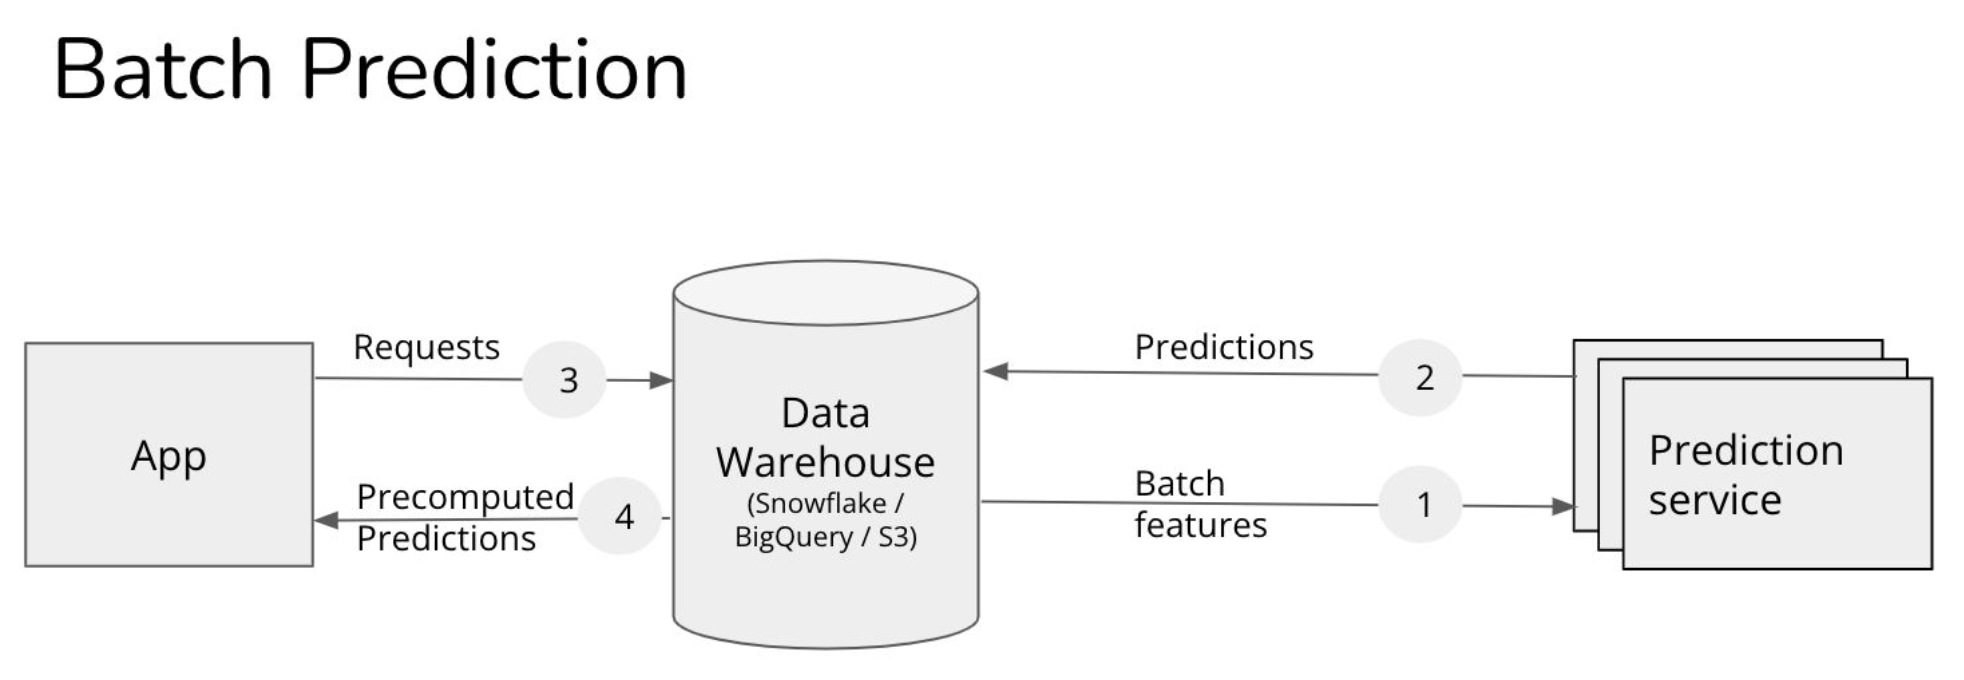 Batch Prediction
App
Requests
3
Precomputed
Predictions
4
Data
Warehouse
(Snowflake /
BigQuery / S3)
Predictions
2
Batch
features
1
Prediction
service